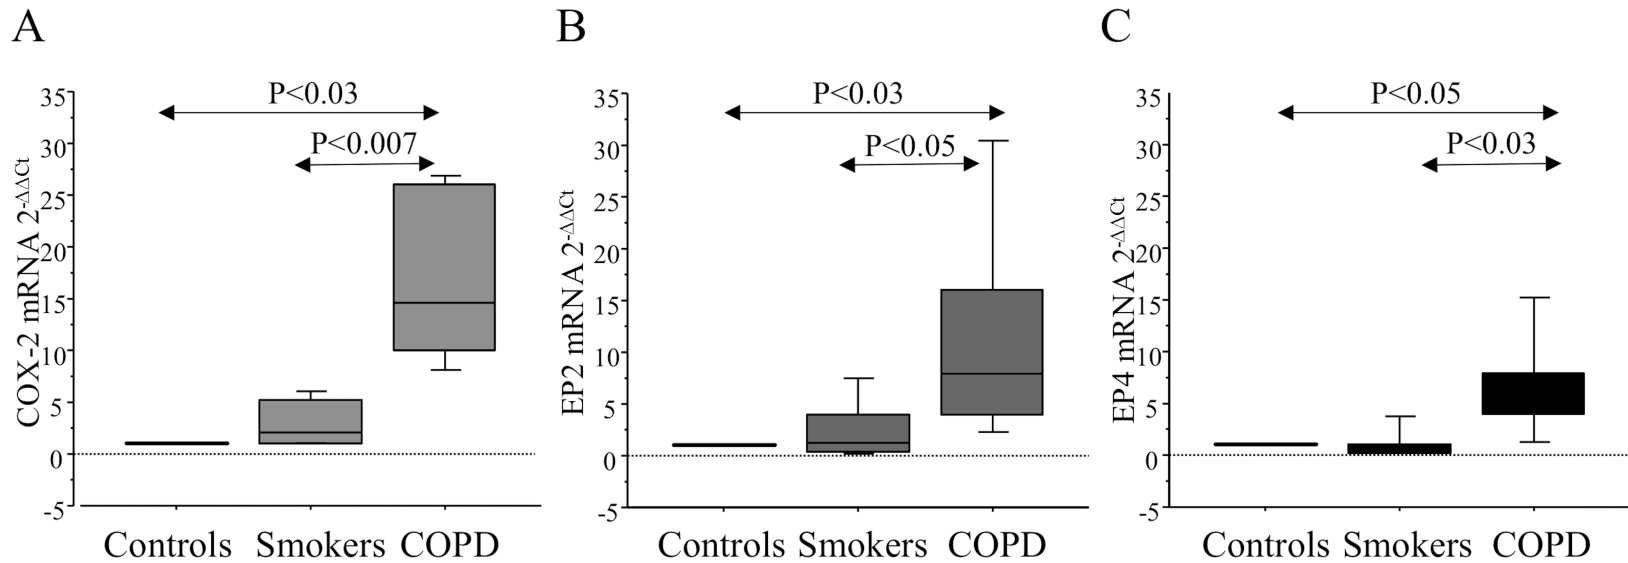 A
P<0.03
P<0.007
COX-2 mRNA 2-ΔΔCt
35
30
25
20
15
10
5
0
-5
Controls Smokers COPD
B
P<0.03
P<0.05
EP2 mRNA 2-ΔΔCt
35
30
25
20
15
10
5
0
-5
Controls Smokers COPD
C
P<0.05
P<0.03
EP4 mRNA 2-ΔΔCt
35
30
25
20
15
10
5
0
-5
Controls Smokers COPD